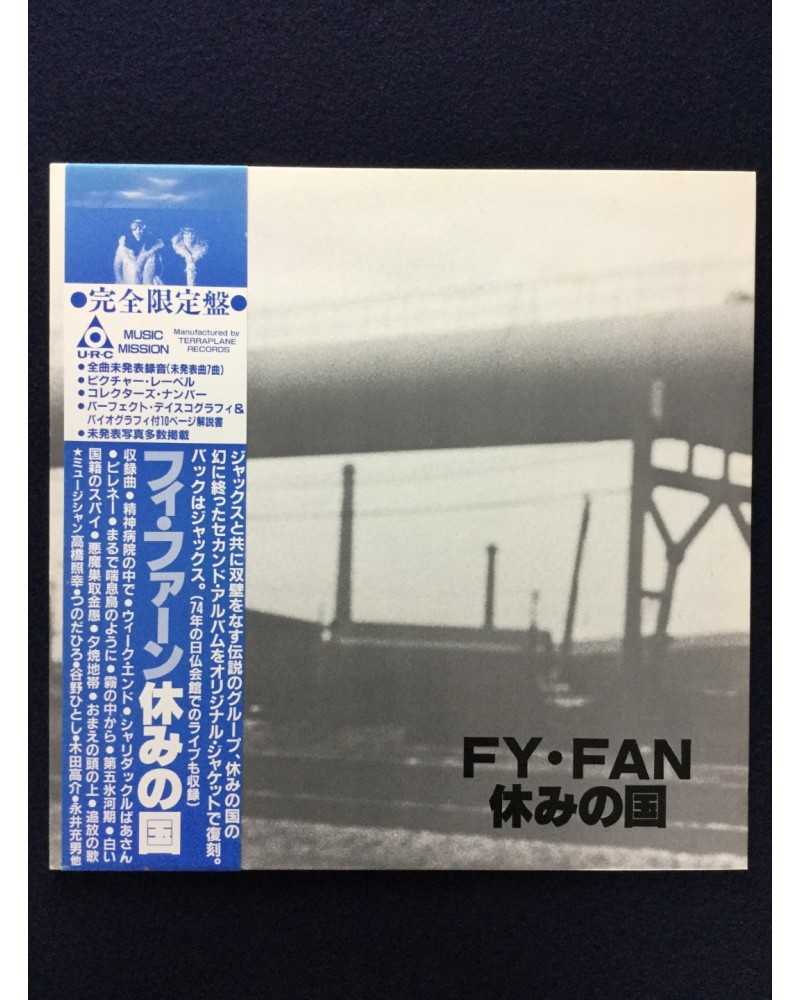 ●完全限定盤●
U·R·C
MUSIC
MISSION
Manufactured by
TERRAPLANE
RECORDS
●全曲未発表録音(未発表曲7曲)
●ピクチャー・レーベル
●コレクターズ・ナンバー
●パーフェクト・デイスコグラフィ&
バイオグラフィ付10ページ解説書
●未発表写真多数掲載
ジャックスと共に双壁をなす伝説のグループ、休みの国の
幻に終ったセカンド・アルバムをオリジナル・ジャケットで復刻。
バックはジャックス。(74年の日仏会館でのライブも収録)
フィ・ファーン休みの国
収録曲●精神病院の中で●ウィーク・エンド●シャリダックルばあさん
●ピレネー●まるで喘息鳥のように●霧の中から●第五氷河期●白い
国籍のスパイ●悪魔巣取金愚●夕焼地帯●おまえの頭の上●追放の歌
★ミュージシャン高橋照幸●つのだひろ●谷野ひとし●木田高介●永井充男他
FY・FAN
休みの国